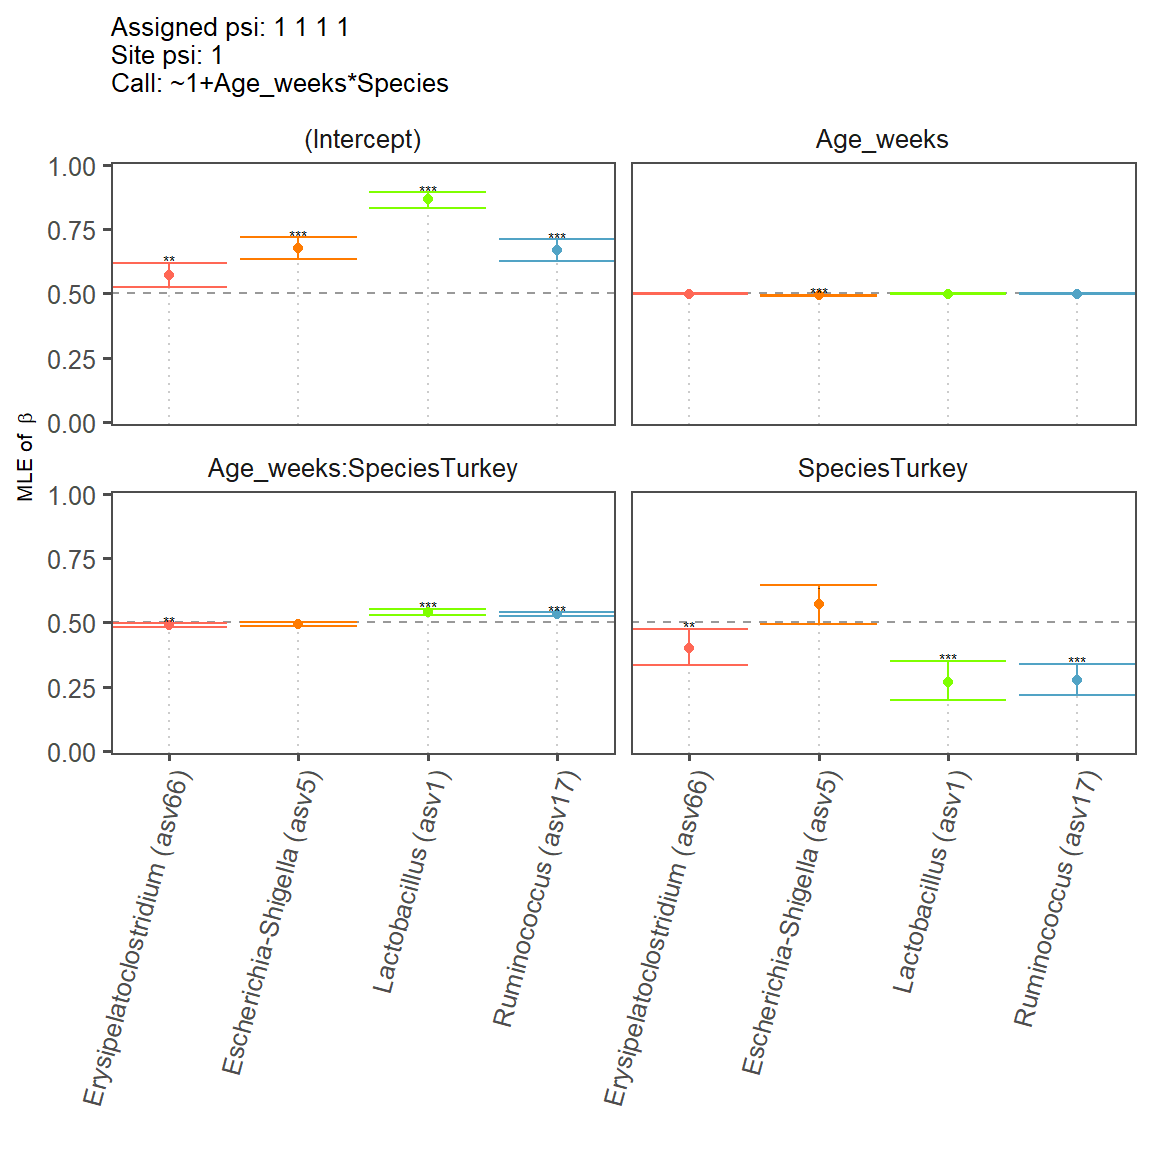 Assigned psi: 1 1 1 1
Site psi: 1
Call: ~1+Age_weeks*Species
(Intercept)
Age_weeks
1.00
0.75
0.50
0.25
0.00
**
***
***
***
***
MLE of β
Age_weeks:SpeciesTurkey
SpeciesTurkey
1.00
0.75
0.50
0.25
0.00
**
***
***
**
***
***
Erysipelatoclostridium (asv66)
Escherichia-Shigella (asv5)
Lactobacillus (asv1)
Ruminococcus (asv17)
Erysipelatoclostridium (asv66)
Escherichia-Shigella (asv5)
Lactobacillus (asv1)
Ruminococcus (asv17)